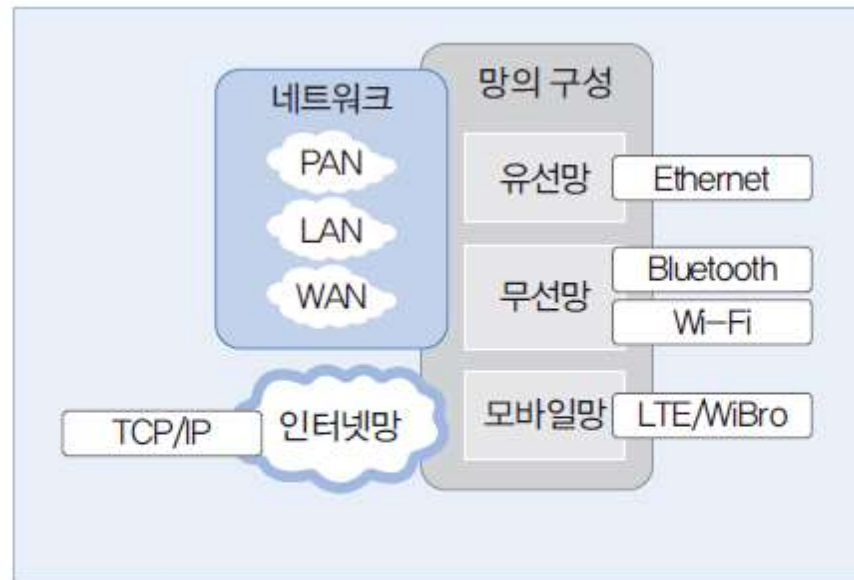 네트워크
PAN
LAN
WAN
인터넷망
TCP/IP
망의 구성
유선망
Ethernet
무선망
Bluetooth
Wi-Fi
모바일망
LTE/WiBro